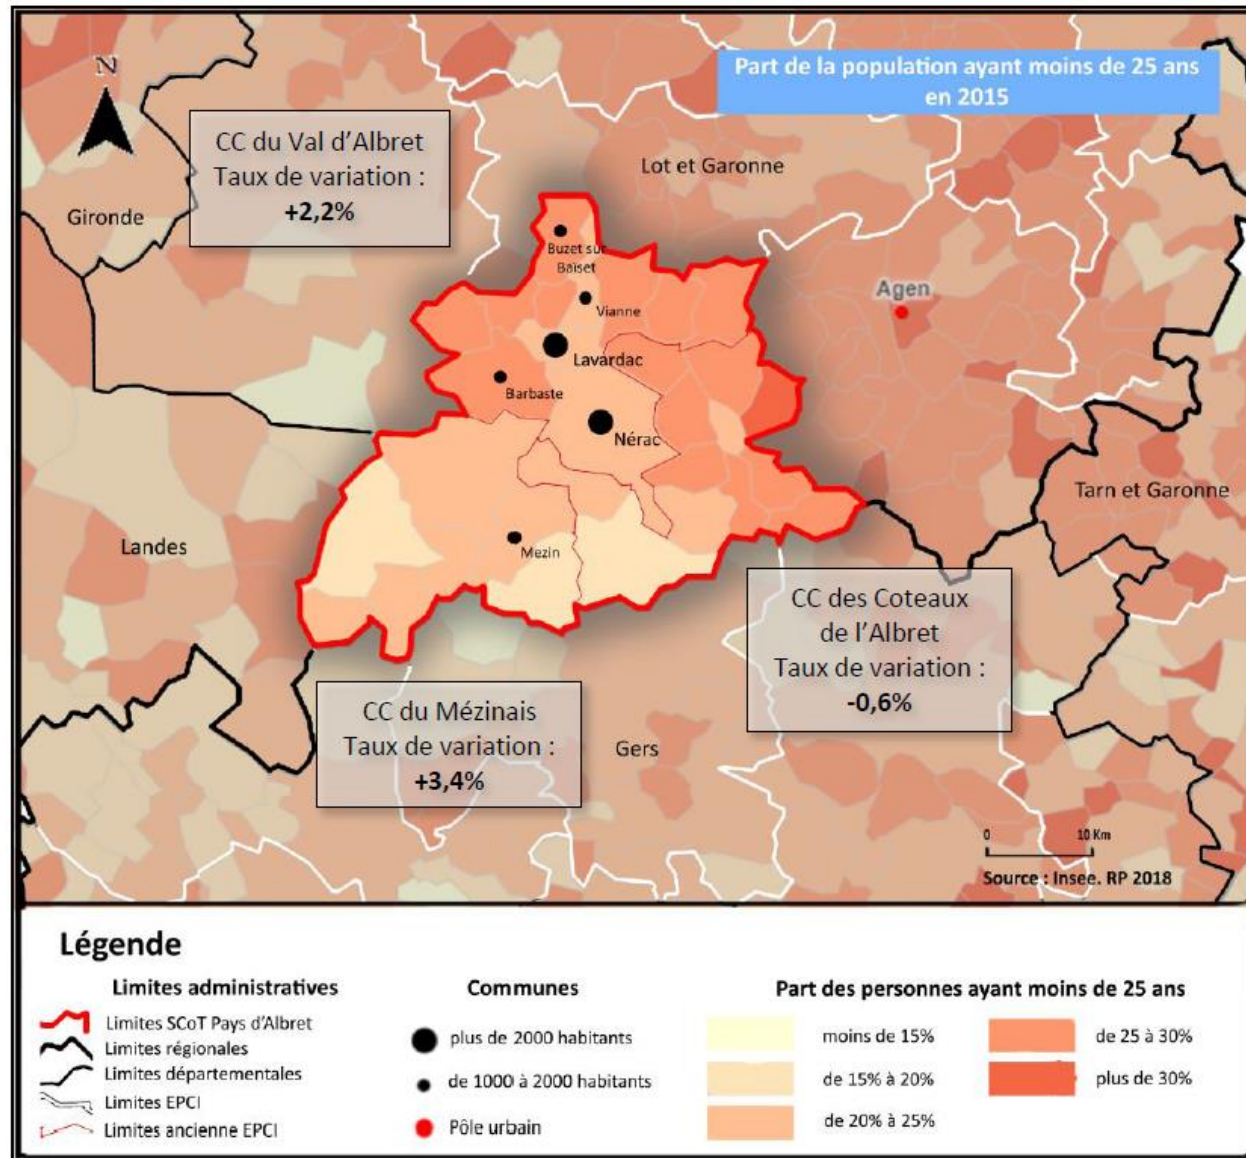 N
Part de la population ayant moins de 25 ans
en 2015
CC du Val d'Albret
Taux de variation :
+2,2%
Lot et Garonne
Gironde
Buzet sur
Baïset
Agen
Vianne
Lavardac
Barbaste
Nérac
Tarn et Garonne
Landes
Mezin
CC des Coteaux
de l'Albret
Taux de variation :
-0,6%
CC du Mézinais
Taux de variation :
+3,4%
Gers
0 10 Km
Source : Insee. RP 2018
Légende
Limites administratives
Limites SCoT Pays d'Albret
Limites régionales
Limites départementales
Limites EPCI
Limites ancienne EPCI
Communes
plus de 2000 habitants
de 1000 à 2000 habitants
Pôle urbain
Part des personnes ayant moins de 25 ans
moins de 15%
de 15% à 20%
de 20% à 25%
de 25 à 30%
plus de 30%